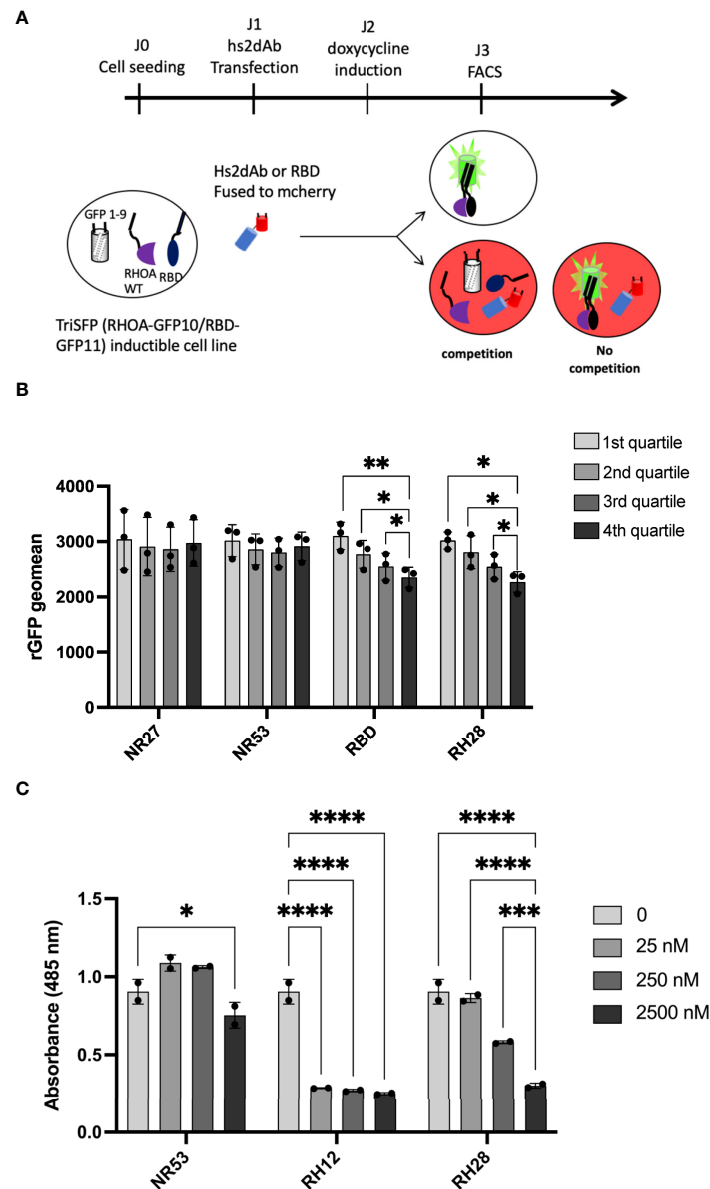 A
J0
Cell seeding
J1
hs2dAb
Transfection
J2
doxycycline
induction
J3
FACS
GFP 1-9
RHOA
WT
RBD
Hs2dAb or RBD
Fused to mcherry
TriSFP (RHOA-GFP10/RBD-
GFP11) inductible cell line
competition
No
competition
B
rGFP geomean
4000
3000
2000
1000
0
**
*
*
*
*
*
NR27
NR53
RBD
RH28
1st quartile
2nd quartile
3rd quartile
4th quartile
C
Absorbance (485 nm)
1.5
1.0
0.5
0.0
*
****
****
****
****
****
***
NR53
RH12
RH28
0
25 nM
250 nM
2500 nM